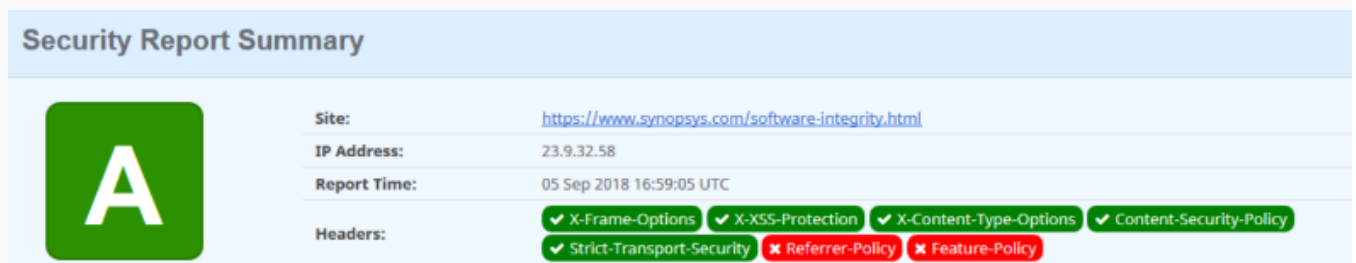 Security Report Summary
A
Site: https://www.synopsys.com/software-integrity.html
IP Address: 23.9.32.58
Report Time: 05 Sep 2018 16:59:05 UTC
Headers: ✔ X-Frame-Options ✔ X-XSS-Protection ✔ X-Content-Type-Options ✔ Content-Security-Policy
✔ Strict-Transport-Security ✖ Referrer-Policy ✖ Feature-Policy